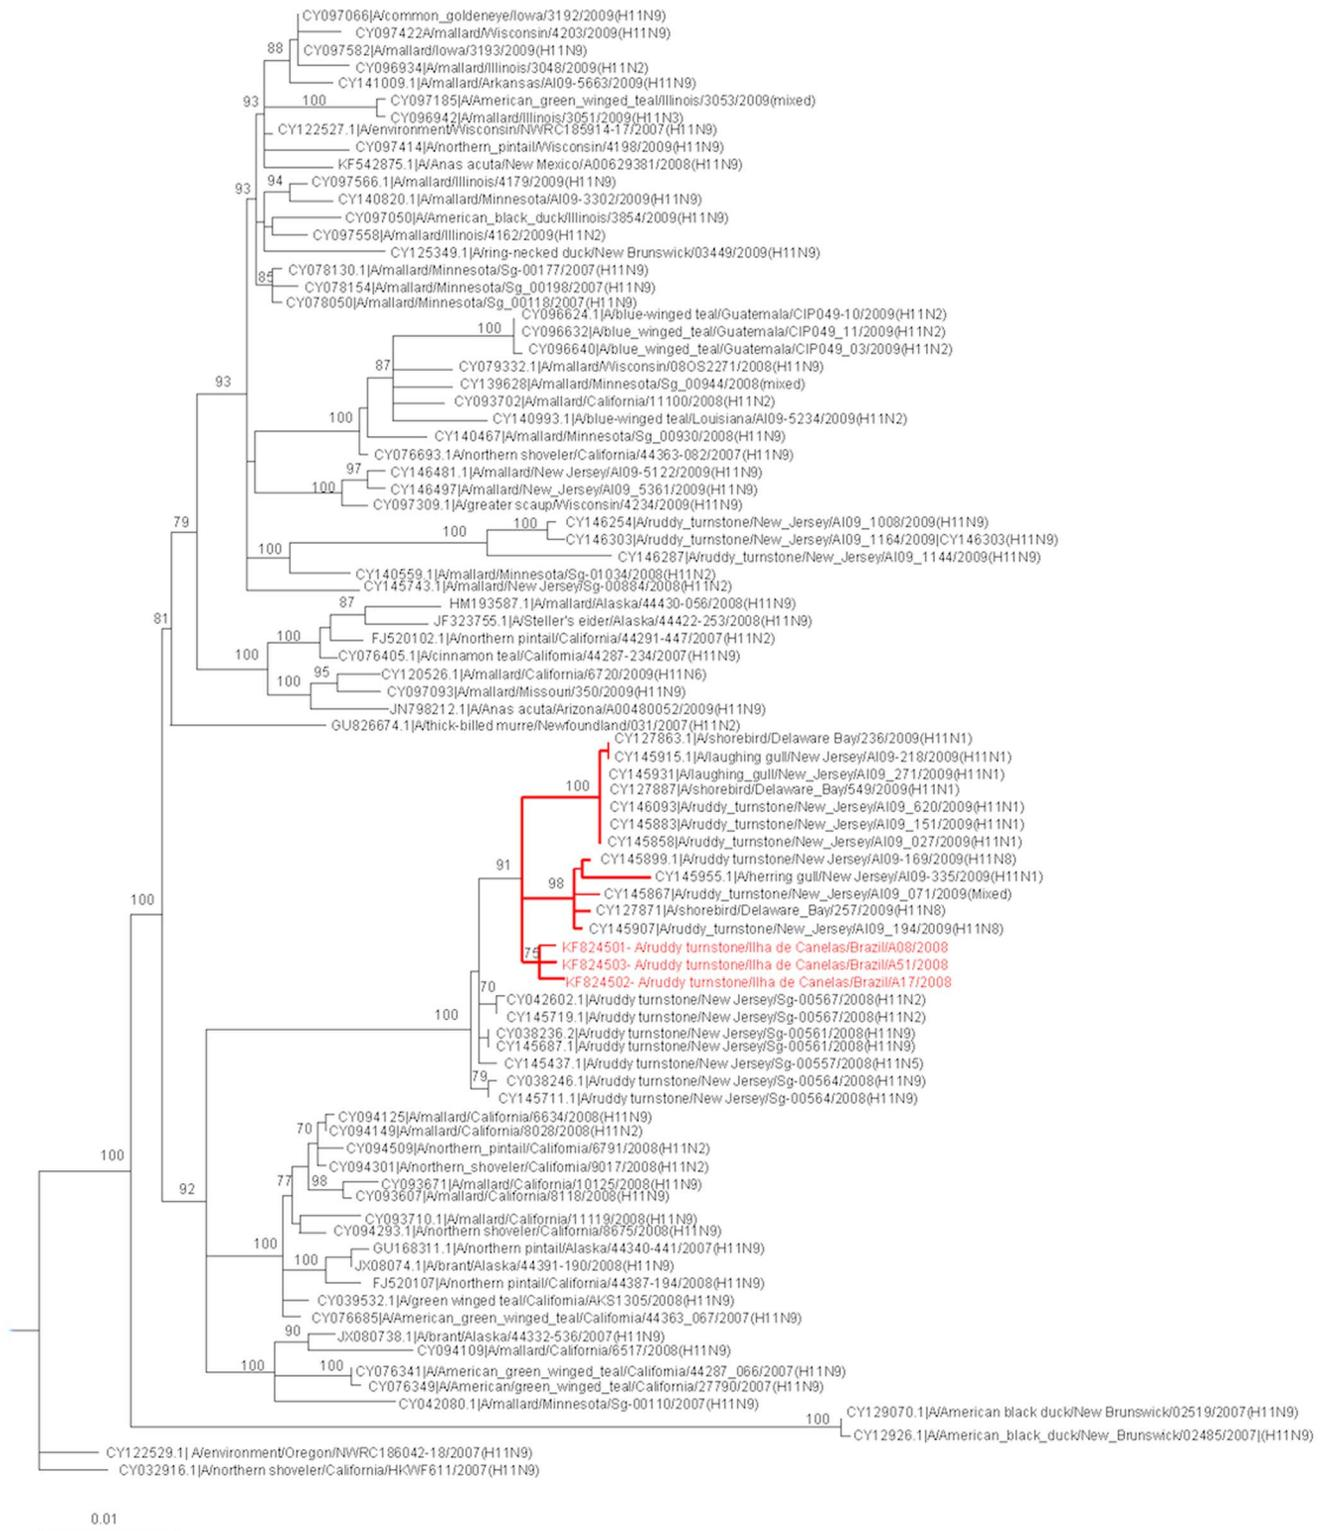 CY097066|A/common_goldeneye/Iowa/3192/2009(H11N9)
CY097422A/mallard/Wisconsin/4203/2009(H11N9)
88
CY097582|A/mallard/Iowa/3193/2009(H11N9)
CY096934|A/mallard/Illinois/3048/2009(H11N2)
CY141009.1|A/mallard/Arkansas/AI09-5663/2009(H11N9)
93
100
CY097185|A/American_green_winged_teal/Illinois/3053/2009(mixed)
CY096942|A/mallard/Illinois/3051/2009(H11N3)
CY122527.1|A/environment/Wisconsin/NWRC185914-17/2007(H11N9)
CY097414|A/northern_pintail/Wisconsin/4198/2009(H11N9)
KF542875.1|A/Anas acuta/New Mexico/A00629381/2008(H11N9)
93
94
CY097566.1|A/mallard/Illinois/4179/2009(H11N9)
CY140820.1|A/mallard/Minnesota/AI09-3302/2009(H11N9)
CY097050|A/American_black_duck/Illinois/3854/2009(H11N9)
CY097558|A/mallard/Illinois/4162/2009(H11N2)
CY125349.1|A/ring-necked duck/New Brunswick/03449/2009(H11N9)
85
CY078130.1|A/mallard/Minnesota/Sg-00177/2007(H11N9)
CY078154|A/mallard/Minnesota/Sg_00198/2007(H11N9)
CY078050|A/mallard/Minnesota/Sg_00118/2007(H11N9)
CY096624.1|A/blue-winged teal/Guatemala/CIP049-10/2009(H11N2)
100
CY096632|A/blue_winged_teal/Guatemala/CIP049_11/2009(H11N2)
CY096640|A/blue_winged_teal/Guatemala/CIP049_03/2009(H11N2)
87
CY079332.1|A/mallard/Wisconsin/08OS2271/2008(H11N9)
93
CY139628|A/mallard/Minnesota/Sg_00944/2008(mixed)
CY093702|A/mallard/California/11100/2008(H11N2)
100
CY140993.1|A/blue-winged teal/Louisiana/AI09-5234/2009(H11N2)
CY140467|A/mallard/Minnesota/Sg_00930/2008(H11N9)
CY076693.1A/northern shoveler/California/44363-082/2007(H11N9)
97
CY146481.1|A/mallard/New Jersey/AI09-5122/2009(H11N9)
100
CY146497|A/mallard/New_Jersey/AI09_5361/2009(H11N9)
CY097309.1|A/greater scaup/Wisconsin/4234/2009(H11N9)
79
100
100
CY146254|A/ruddy_turnstone/New_Jersey/AI09_1008/2009(H11N9)
CY146303|A/ruddy_turnstone/New_Jersey/AI09_1164/2009|CY146303(H11N9)
100
CY146287|A/ruddy_turnstone/New_Jersey/AI09_1144/2009(H11N9)
CY140559.1|A/mallard/Minnesota/Sg-01034/2008(H11N2)
CY145743.1|A/mallard/New Jersey/Sg-00884/2008(H11N2)
87
HM193587.1|A/mallard/Alaska/44430-056/2008(H11N9)
81
JF323755.1|A/Steller's eider/Alaska/44422-253/2008(H11N9)
100
FJ520102.1|A/northern pintail/California/44291-447/2007(H11N2)
100
CY076405.1|A/cinnamon teal/California/44287-234/2007(H11N9)
100
95
CY120526.1|A/mallard/California/6720/2009(H11N6)
CY097093|A/mallard/Missouri/350/2009(H11N9)
JN798212.1|A/Anas acuta/Arizona/A00480052/2009(H11N9)
GU826674.1|A/thick-billed murre/Newfoundland/031/2007(H11N2)
CY127863.1|A/shorebird/Delaware Bay/236/2009(H11N1)
CY145915.1|A/laughing gull/New Jersey/AI09-218/2009(H11N1)
CY145931|A/laughing_gull/New_Jersey/AI09_271/2009(H11N1)
100
CY127887|A/shorebird/Delaware_Bay/549/2009(H11N1)
CY146093|A/ruddy_turnstone/New_Jersey/AI09_620/2009(H11N1)
CY145883|A/ruddy_turnstone/New_Jersey/AI09_151/2009(H11N1)
CY145858|A/ruddy_turnstone/New_Jersey/AI09_027/2009(H11N1)
91
CY145899.1|A/ruddy turnstone/New Jersey/AI09-169/2009(H11N8)
98
CY145955.1|A/herring gull/New Jersey/AI09-335/2009(H11N1)
CY145867|A/ruddy_turnstone/New_Jersey/AI09_071/2009(Mixed)
100
CY127871|A/shorebird/Delaware_Bay/257/2009(H11N8)
CY145907|A/ruddy_turnstone/New_Jersey/AI09_194/2009(H11N8)
75
KF824501- A/ruddy turnstone/Ilha de Canelas/Brazil/A08/2008
KF824503- A/ruddy turnstone/Ilha de Canelas/Brazil/A51/2008
KF824502- A/ruddy turnstone/Ilha de Canelas/Brazil/A17/2008
70
CY042602.1|A/ruddy turnstone/New Jersey/Sg-00567/2008(H11N2)
100
CY145719.1|A/ruddy turnstone/New Jersey/Sg-00567/2008(H11N2)
CY038236.2|A/ruddy turnstone/New Jersey/Sg-00561/2008(H11N9)
CY145687.1|A/ruddy turnstone/New Jersey/Sg-00561/2008(H11N9)
CY145437.1|A/ruddy turnstone/New Jersey/Sg-00557/2008(H11N5)
79
CY038246.1|A/ruddy turnstone/New Jersey/Sg-00564/2008(H11N9)
CY145711.1|A/ruddy turnstone/New Jersey/Sg-00564/2008(H11N9)
CY094125|A/mallard/California/6634/2008(H11N9)
70
CY094149|A/mallard/California/8028/2008(H11N2)
100
CY094509|A/northern_pintail/California/6791/2008(H11N2)
CY094301|A/northern_shoveler/California/9017/2008(H11N2)
92
77
98
CY093671|A/mallard/California/10125/2008(H11N9)
CY093607|A/mallard/California/8118/2008(H11N9)
CY093710.1|A/mallard/California/11119/2008(H11N9)
CY094293.1|A/northern shoveler/California/8675/2008(H11N9)
100
GU168311.1|A/northern pintail/Alaska/44340-441/2007(H11N9)
100
JX08074.1|A/brant/Alaska/44391-190/2008(H11N9)
FJ520107|A/northern pintail/California/44387-194/2008(H11N9)
CY039532.1|A/green winged teal/California/AKS1305/2008(H11N9)
CY076685|A/American_green_winged_teal/California/44363_067/2007(H11N9)
90
JX080738.1|A/brant/Alaska/44332-536/2007(H11N9)
CY094109|A/mallard/California/6517/2008(H11N9)
100
100
CY076341|A/American_green_winged_teal/California/44287_066/2007(H11N9)
CY076349|A/American/green_winged_teal/California/27790/2007(H11N9)
CY042080.1|A/mallard/Minnesota/Sg-00110/2007(H11N9)
100
CY129070.1|A/American black duck/New Brunswick/02519/2007(H11N9)
CY12926.1|A/American_black_duck/New_Brunswick/02485/2007|(H11N9)
CY122529.1| A/environment/Oregon/NWRC186042-18/2007(H11N9)
CY032916.1|A/northern shoveler/California/HKWF611/2007(H11N9)
0.01